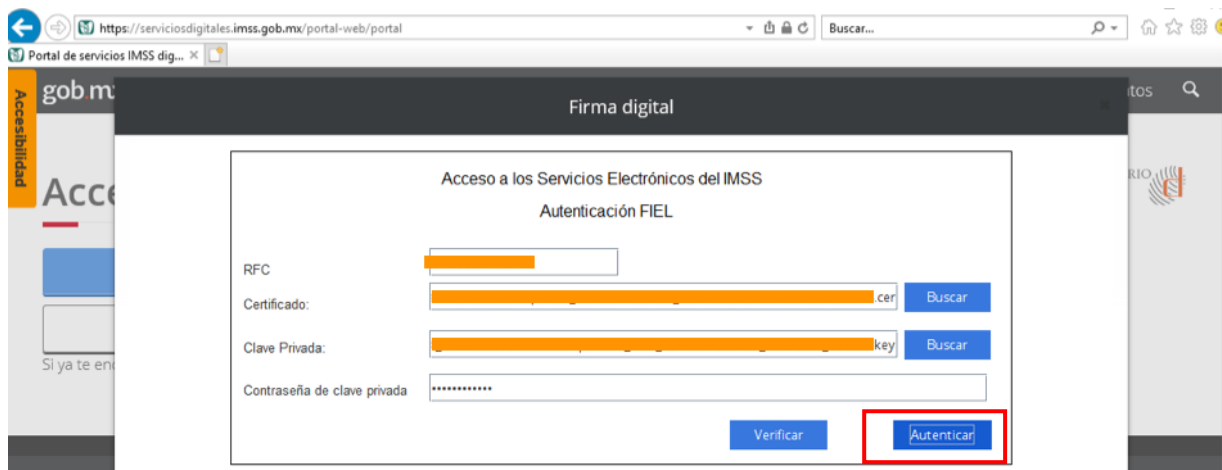 https://serviciosdigitales.imss.gob.mx/portal-web/portal
Buscar...
Portal de servicios IMSS dig...
Accesibilidad
gob.m
Firma digital
tos
Acce
RIO
Acceso a los Servicios Electrónicos del IMSS
Autenticación FIEL
RFC
Certificado:
.cer
Buscar
Clave Privada:
key
Buscar
Si ya te en
Contraseña de clave privada
••••••••••••
Verificar
Autenticar